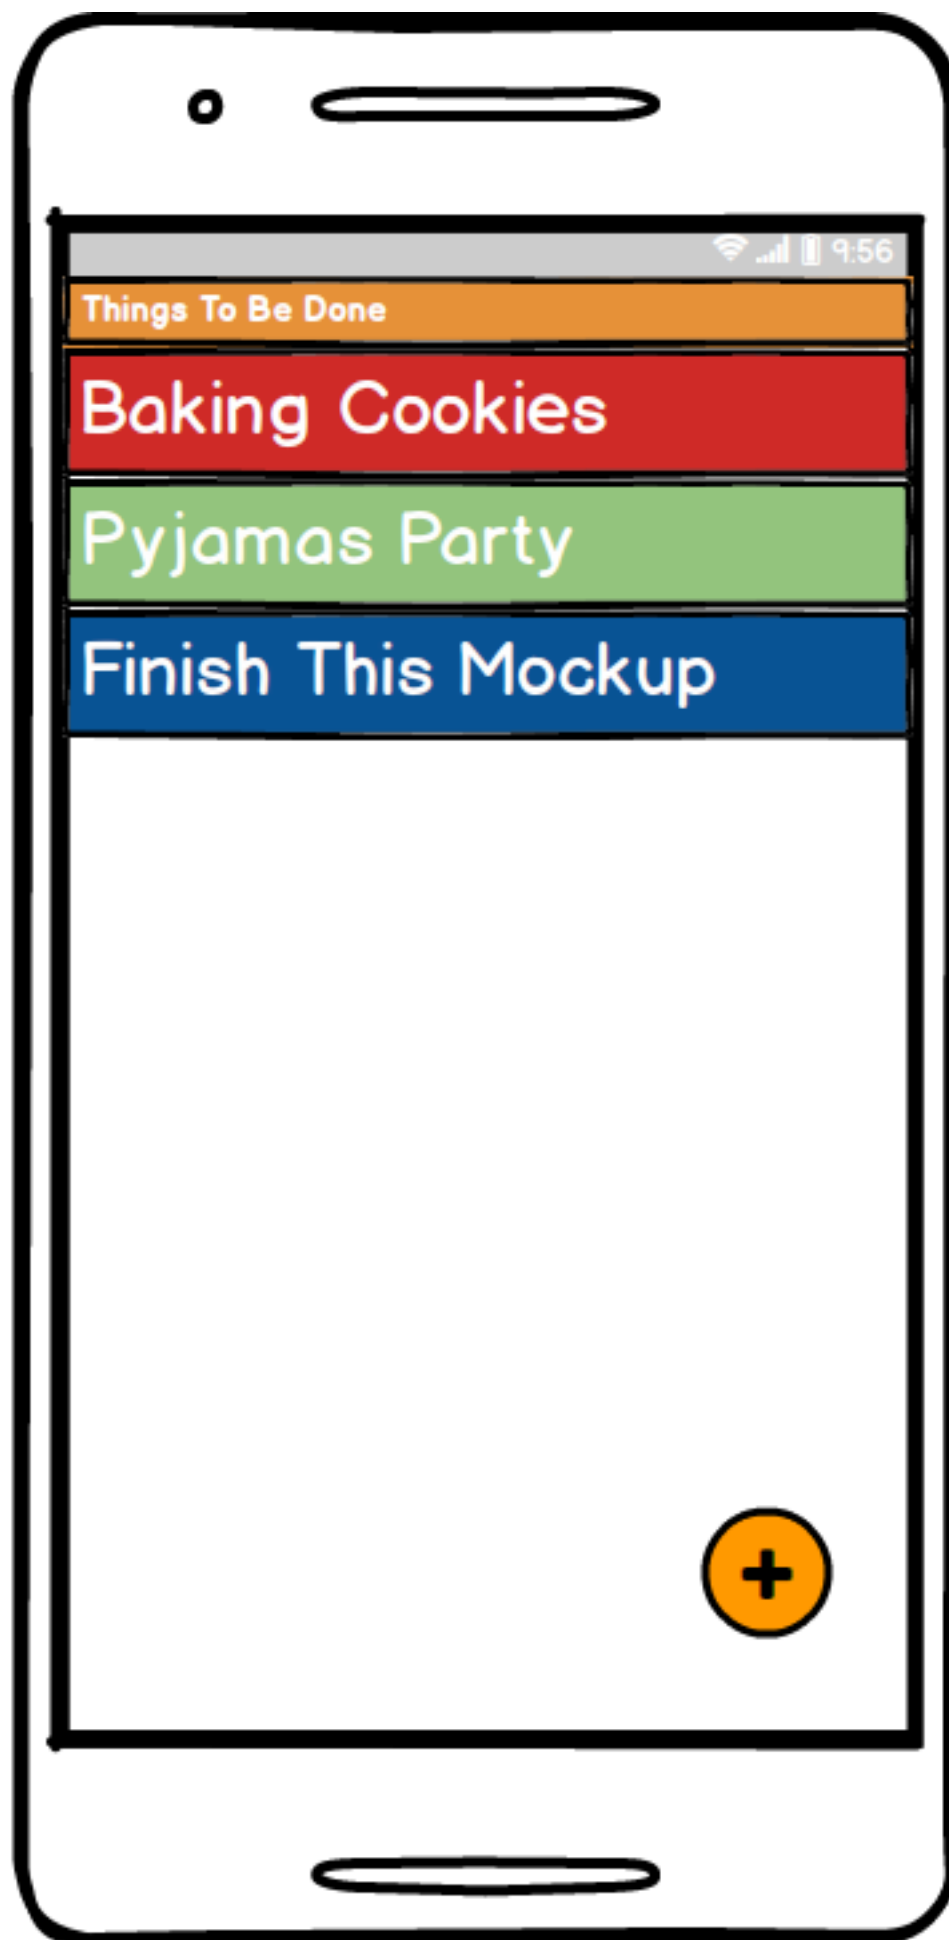 9:56
Things To Be Done
Baking Cookies
Pyjamas Party
Finish This Mockup
+